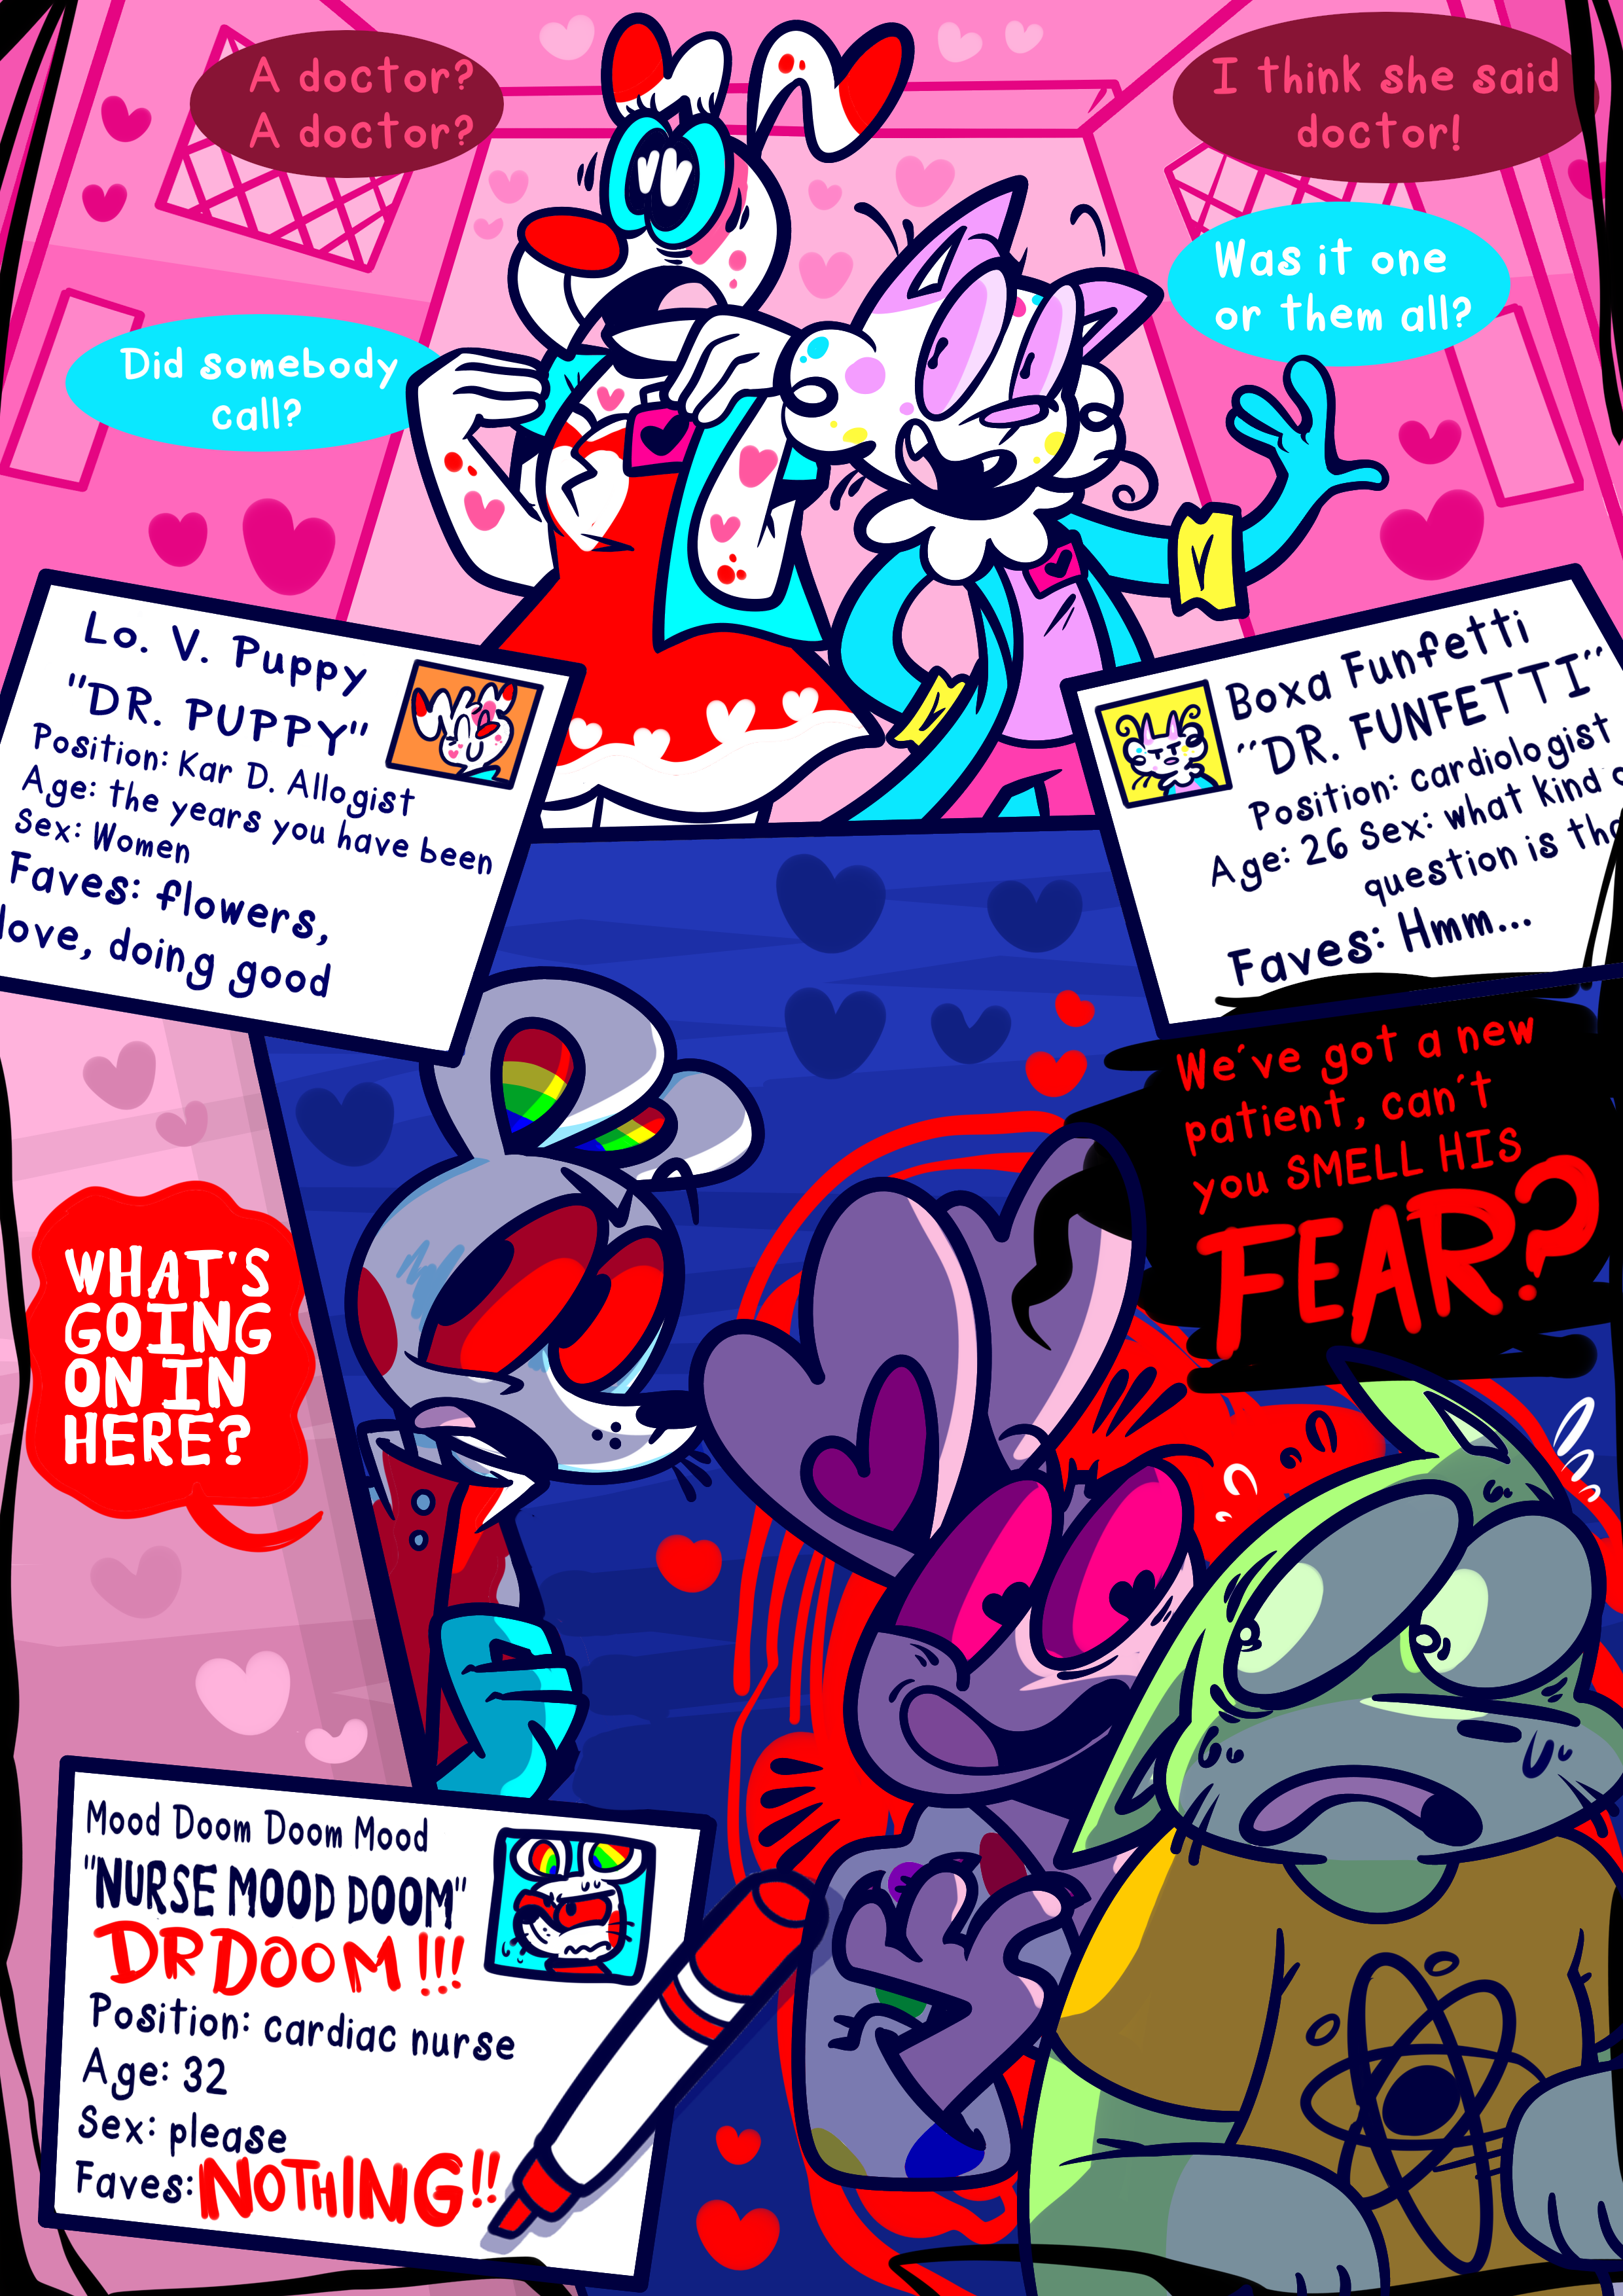 A doctor?
A doctor?
I think she said
doctor!
Did somebody
call?
Was it one
or them all?
Lo. V. Puppy
"DR. PUPPY"
Position: Kar D. Allogist
Age: the years you have been
Sex: Women
Faves: flowers,
love, doing good
Boxa Funfetti
"DR. FUNFETTI"
Position: cardiologist
Age: 26 Sex: what kind
question is
Faves: Hmm...
We've got a new
patient, can't
you SMELL HIS
FEAR?
WHAT'S
GOING
ON IN
HERE?
Mood Doom Doom Mood
"NURSE MOOD DOOM"
DR DOOM!!!
Position: cardiac nurse
Age: 32
Sex: please
Faves: NOTHING!!